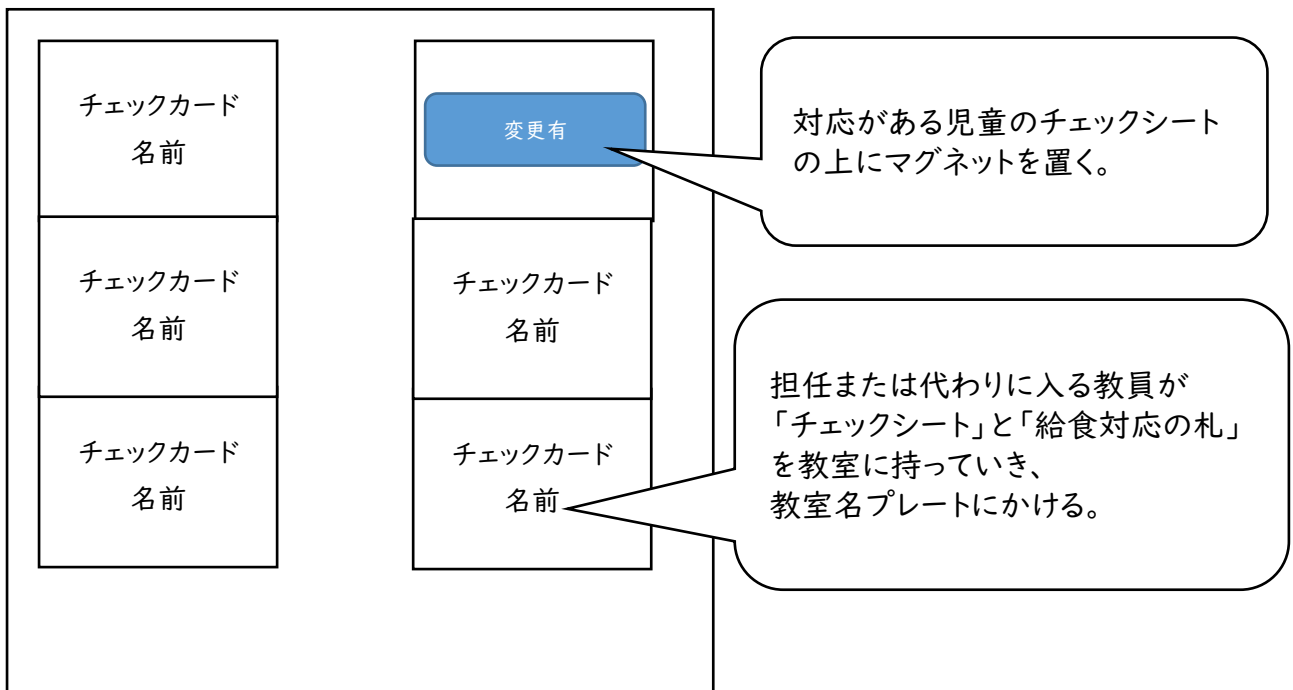 チェックカード
名前
変更有
対応がある児童のチェックシート
の上にマグネットを置く。
チェックカード
名前
チェックカード
名前
チェックカード
名前
チェックカード
名前
担任または代わりに入る教員が
「チェックシート」と「給食対応の札」
を教室に持っていき、
教室名プレートにかける。